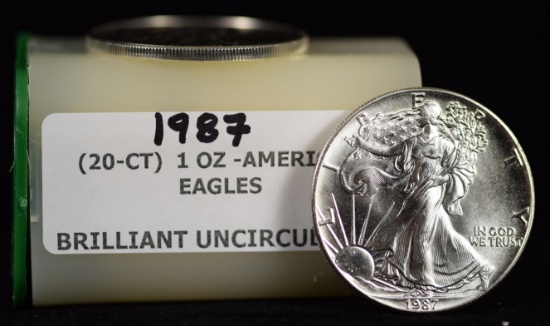 1987
(20-CT) 1 OZ -AMERI
EAGLES
BRILLIANT UNCIRCUL
LIBERTY
IN GOD
WE TRUST
1987